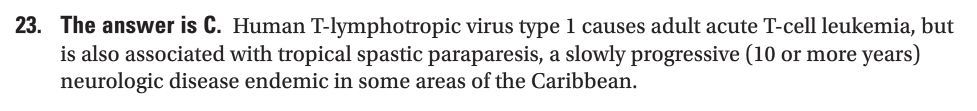 23. The answer is C. Human T-lymphotropic virus type 1 causes adult acute T-cell leukemia, but
is also associated with tropical spastic paraparesis, a slowly progressive (10 or more years)
neurologic disease endemic in some areas of the Caribbean.